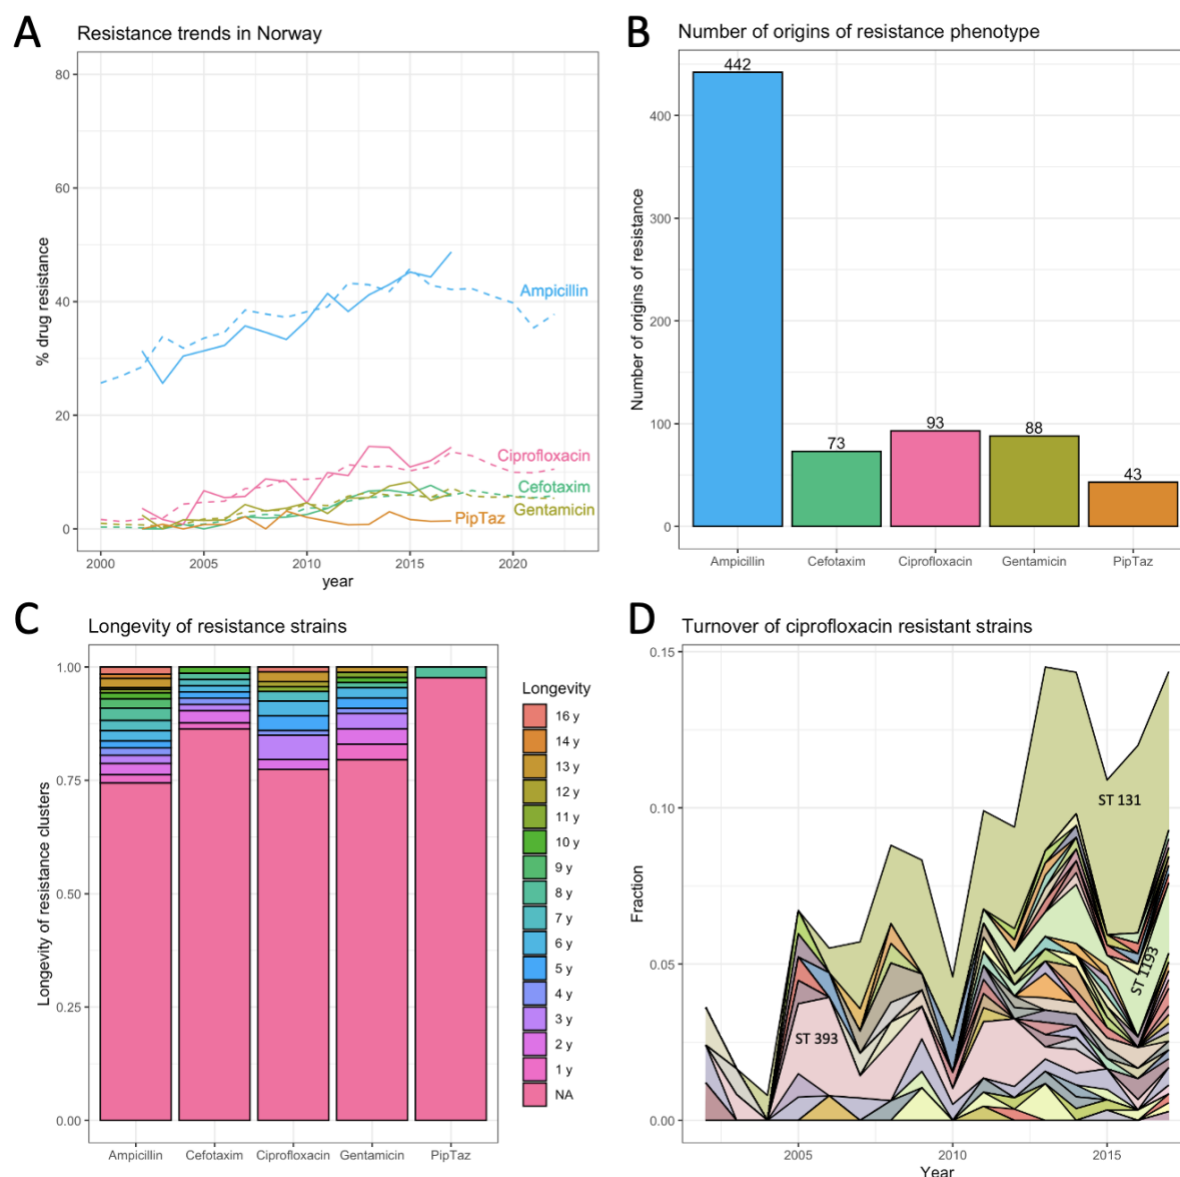 A
Resistance trends in Norway
80
60
40
20
0
% drug resistance
Ampicillin
Ciprofloxacin
Cefotaxim
Gentamicin
PipTaz
2000
2005
2010
2015
2020
year
B
Number of origins of resistance phenotype
442
400
300
200
100
0
Number of origins of resistance
73
93
88
43
Ampicillin
Cefotaxim
Ciprofloxacin
Gentamicin
PipTaz
C
Longevity of resistance strains
1.00
0.75
0.50
0.25
0.00
Longevity of resistance clusters
Ampicillin
Cefotaxim
Ciprofloxacin
Gentamicin
PipTaz
Longevity
16 y
14 y
13 y
12 y
11 y
10 y
9 y
8 y
7 y
6 y
5 y
4 y
3 y
2 y
1 y
NA
D
Turnover of ciprofloxacin resistant strains
0.15
0.10
0.05
0.00
Fraction
ST 131
ST 1193
ST 393
2005
2010
2015
Year